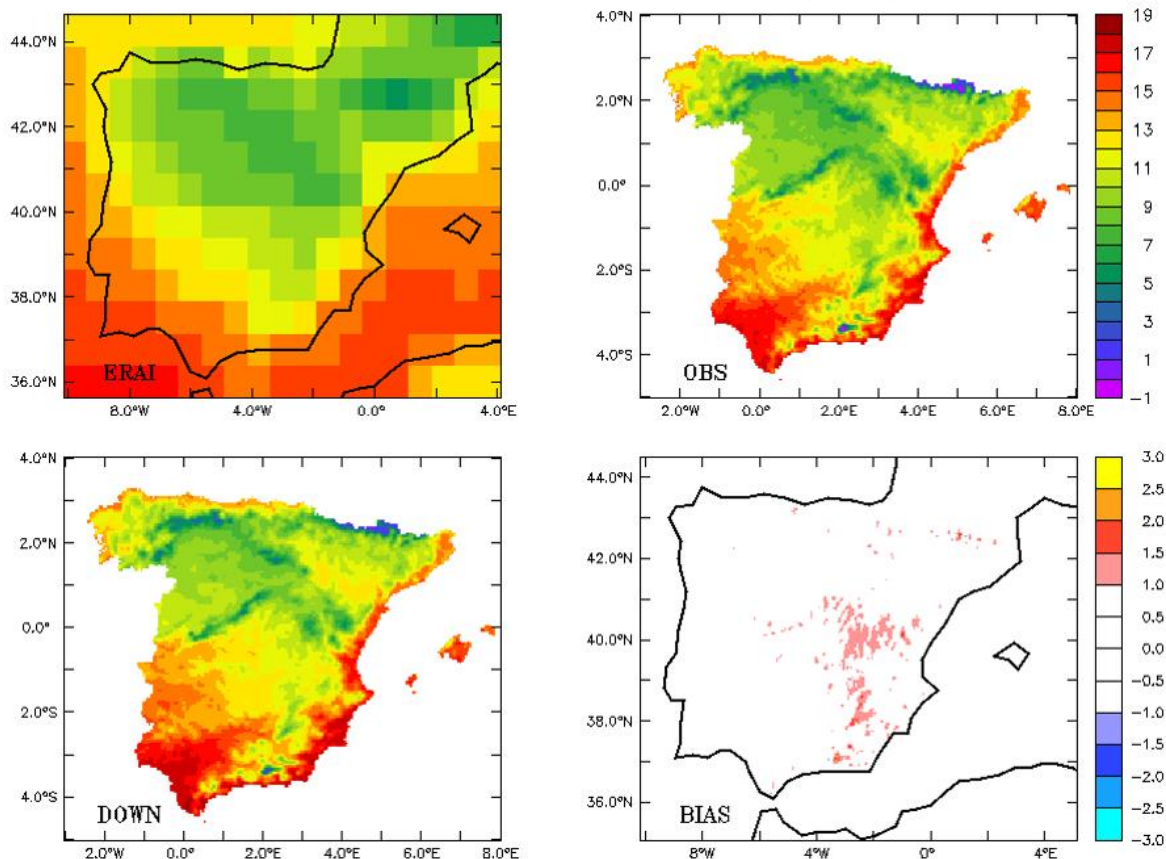 44.0°N
42.0°N
40.0°N
38.0°N
36.0°N
ERAI
8.0°W 4.0°W 0.0° 4.0°E
4.0°N
2.0°N
0.0°
2.0°S
4.0°S
OBS
2.0°W 0.0° 2.0°E 4.0°E 6.0°E 8.0°E
19
17
15
13
11
9
7
5
3
1
−1
4.0°N
2.0°N
0.0°
2.0°S
4.0°S
DOWN
2.0°W 0.0°E 2.0°E 4.0°E 6.0°E 8.0°E
44.0°N
42.0°N
40.0°N
38.0°N
36.0°N
BIAS
8°W 4°W 0° 4°E
3.0
2.5
2.0
1.5
1.0
0.5
0.0
−0.5
−1.0
−1.5
−2.0
−2.5
−3.0